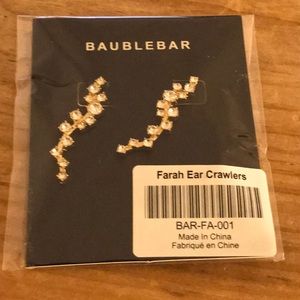 BAUBLEBAR
Farah Ear Crawlers
BAR-FA-001
Made In China
Fabriqué en Chine